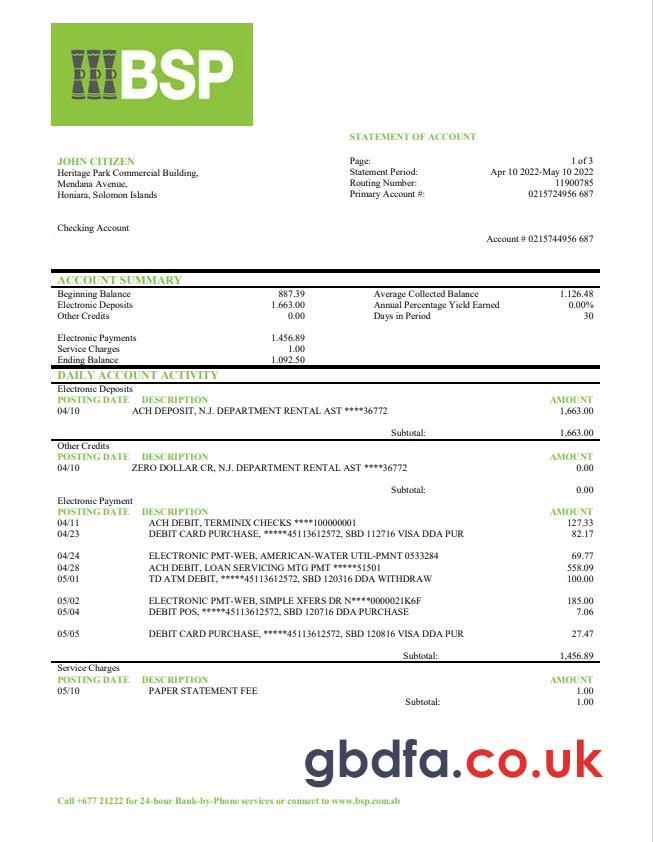 BSP
STATEMENT OF ACCOUNT
JOHN CITIZEN
Heritage Park Commercial Building,
Mendana Avenue,
Honiara, Solomon Islands
Page: 1 of 3
Statement Period: Apr 10 2022-May 10 2022
Routing Number: 11900785
Primary Account #: 0215724956 687
Checking Account
Account # 0215744956 687
ACCOUNT SUMMARY
Beginning Balance 887.39 Average Collected Balance 1.126.48
Electronic Deposits 1.663.00 Annual Percentage Yield Earned 0.00%
Other Credits 0.00 Days in Period 30
Electronic Payments 1.456.89
Service Charges 1.00
Ending Balance 1.092.50
DAILY ACCOUNT ACTIVITY
Electronic Deposits
POSTING DATE DESCRIPTION AMOUNT
04/10 ACH DEPOSIT, N.J. DEPARTMENT RENTAL AST ****36772 1,663.00
Subtotal: 1,663.00
Other Credits
POSTING DATE DESCRIPTION AMOUNT
04/10 ZERO DOLLAR CR, N.J. DEPARTMENT RENTAL AST ****36772 0.00
Subtotal: 0.00
Electronic Payment
POSTING DATE DESCRIPTION AMOUNT
04/11 ACH DEBIT, TERMINIX CHECKS ****100000001 127.33
04/23 DEBIT CARD PURCHASE, *****45113612572, SBD 112716 VISA DDA PUR 82.17
04/24 ELECTRONIC PMT-WEB, AMERICAN-WATER UTIL-PMNT 0533284 69.77
04/28 ACH DEBIT, LOAN SERVICING MTG PMT *****51501 558.09
05/01 TD ATM DEBIT, *****45113612572, SBD 120316 DDA WITHDRAW 100.00
05/02 ELECTRONIC PMT-WEB, SIMPLE XFERS DR N****0000021K6F 185.00
05/04 DEBIT POS, *****45113612572, SBD 120716 DDA PURCHASE 7.06
05/05 DEBIT CARD PURCHASE, *****45113612572, SBD 120816 VISA DDA PUR 27.47
Subtotal: 1,456.89
Service Charges
POSTING DATE DESCRIPTION AMOUNT
05/10 PAPER STATEMENT FEE 1.00
Subtotal: 1.00
gbdfa.co.uk
Call +677 21222 for 24-hour Bank-by-Phone services or connect to www.bsp.com.sb